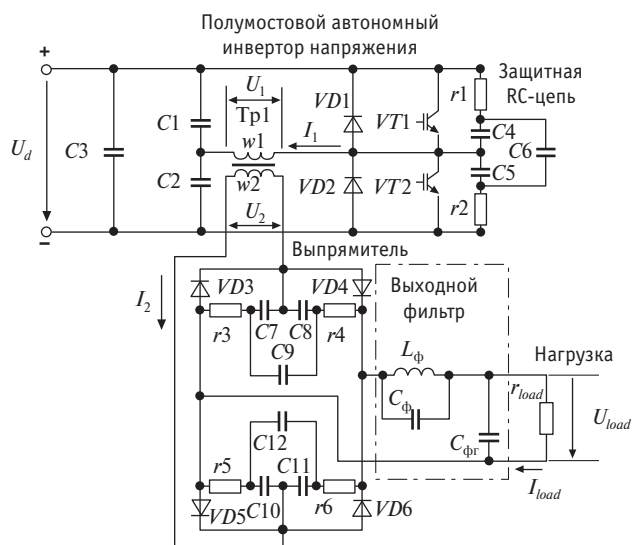 Полумостовой автономный
инвертор напряжения
+
U1
Тр1
w1
I1
VD1
VT1
r1
Защитная
RC-цепь
C4
C6
C5
Ud
C3
C1
C2
w2
U2
VD2
VT2
r2
–
Выпрямитель
I2
VD3
VD4
r3
C7
C8
r4
C9
Выходной
фильтр
Lф
Cф
Cфг
Нагрузка
rload
Uload
Iload
C12
r5
C11
C10
r6
VD5
VD6